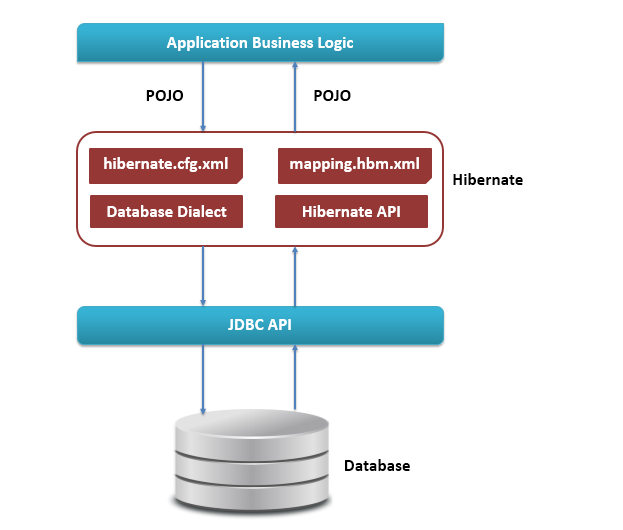 Application Business Logic
POJO
POJO
hibernate.cfg.xml
mapping.hbm.xml
Hibernate
Database Dialect
Hibernate API
JDBC API
Database